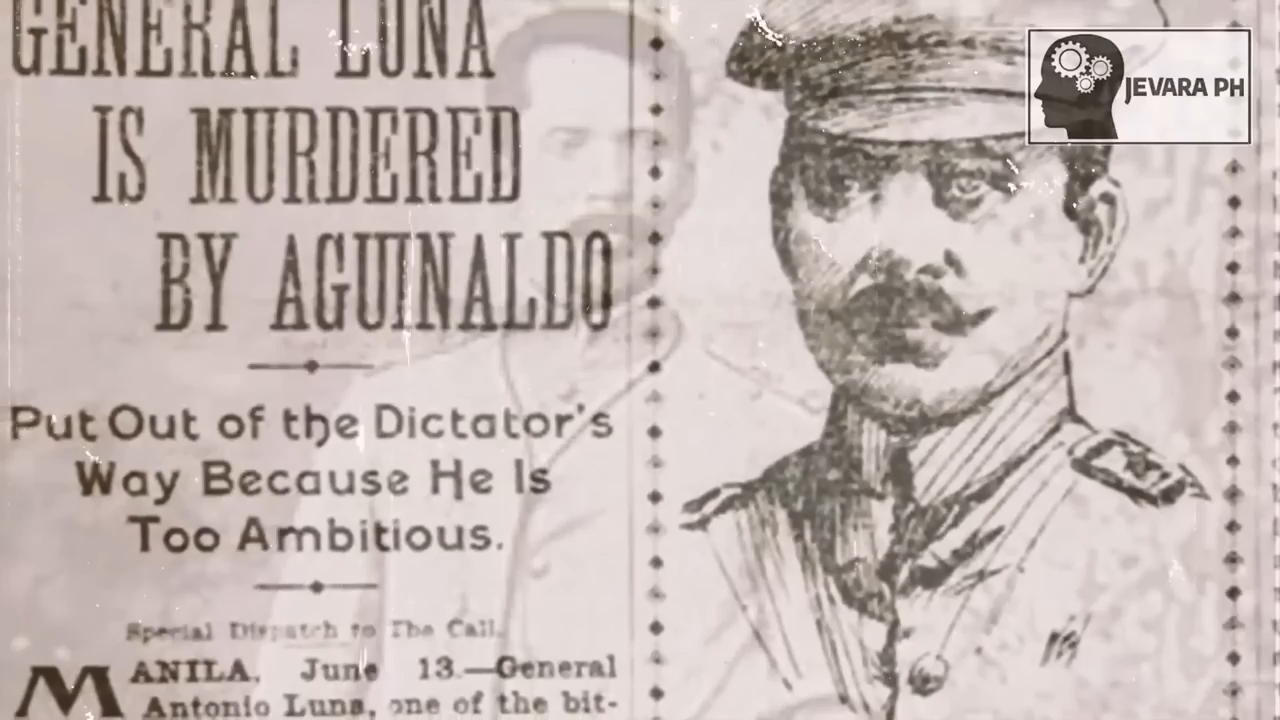 GENERAL LUNA
IS MURDERED
BY AGUINALDO
Put Out of the Dictator's
Way Because He Is
Too Ambitious.
Special Dispatch to The Call.
MANILA, June 13.—General
Antonio Luna, one of the bit-
JEVARA PH